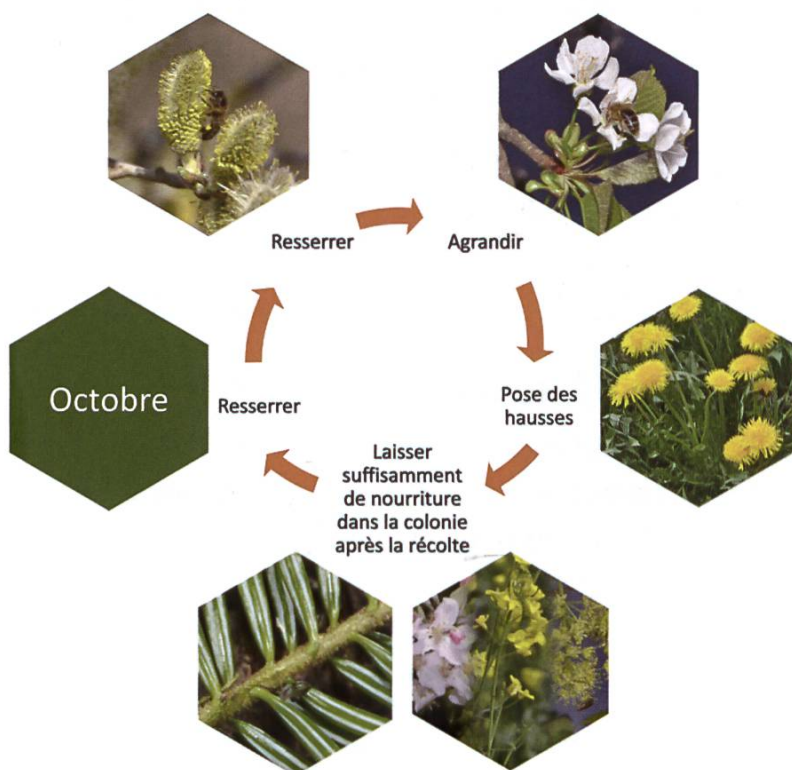 Resserrer
Agrandir
Octobre
Resserrer
Pose des
hausses
Laisser
suffisamment
de nourriture
dans la colonie
après la récolte